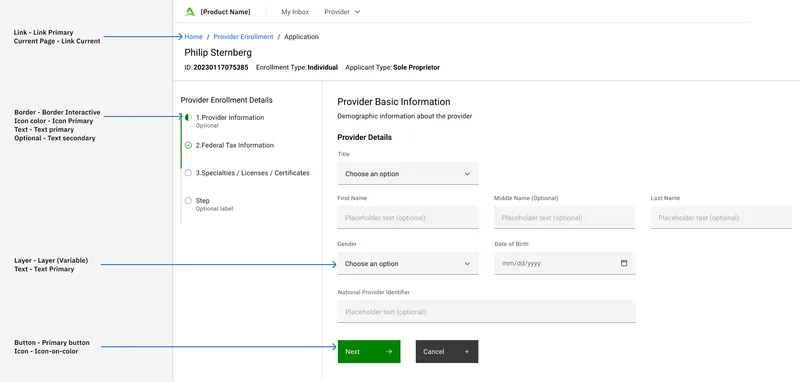 [Product Name] My Inbox Provider
Link - Link Primary
Current Page - Link Current
Home / Provider Enrollment / Application
Philip Sternberg
ID: 20230117075385 Enrollment Type: Individual Applicant Type: Sole Proprietor
Border - Border Interactive
Icon color - Icon Primary
Text - Text primary
Optional - Text secondary
Provider Enrollment Details
1.Provider Information
Optional
2.Federal Tax Information
3.Specialties / Licenses / Certificates
Step
Optional label
Provider Basic Information
Demographic information about the provider
Provider Details
Title
Choose an option
First Name Middle Name (Optional) Last Name
Placeholder text (optional) Placeholder text (optional) Placeholder text (optional)
Layer - Layer (Variable)
Text - Text Primary
Gender Date of Birth
Choose an option mm/dd/yyyy
National Provider Identifier
Placeholder text (optional)
Button - Primary button
Icon - Icon-on-color
Next Cancel +